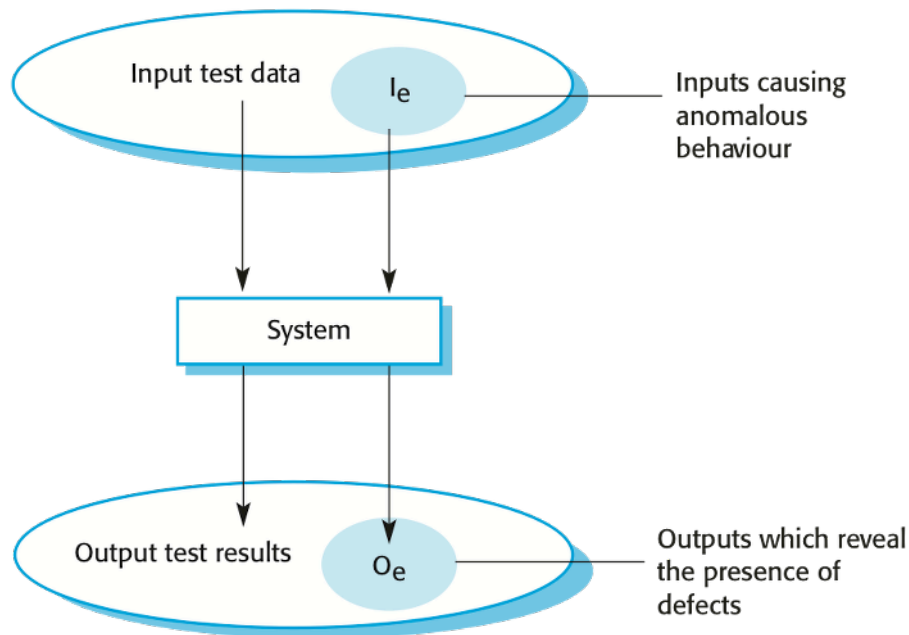 Input test data
Ie
Inputs causing
anomalous
behaviour
System
Output test results
Oe
Outputs which reveal
the presence of
defects